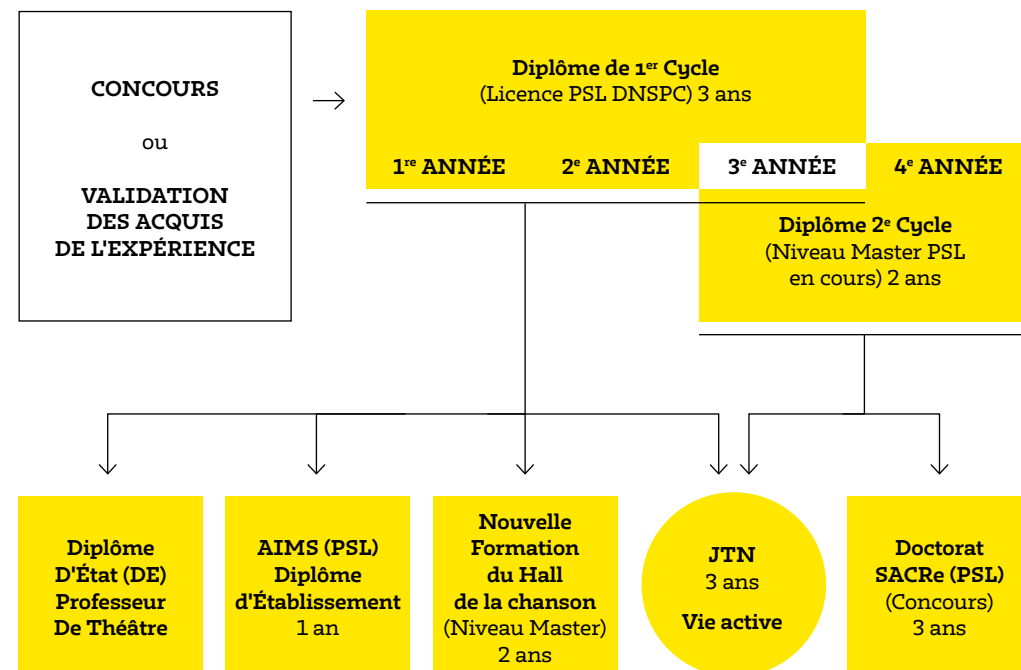 CONCOURS
ou
VALIDATION
DES ACQUIS
DE L'EXPÉRIENCE
Diplôme de 1er Cycle
(Licence PSL DNSPC) 3 ans
1re ANNÉE
2e ANNÉE
3e ANNÉE
4e ANNÉE
Diplôme 2e Cycle
(Niveau Master PSL
en cours) 2 ans
Diplôme
D'État (DE)
Professeur
De Théâtre
AIMS (PSL)
Diplôme
d'Établissement
1 an
Nouvelle
Formation
du Hall
de la chanson
(Niveau Master)
2 ans
JTN
3 ans
Vie active
Doctorat
SACRe (PSL)
(Concours)
3 ans